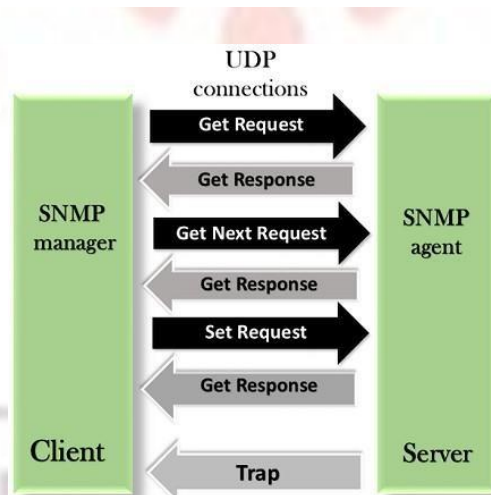 UDP
connections
Get Request
Get Response
SNMP
manager
SNMP
agent
Get Next Request
Get Response
Set Request
Get Response
Client
Server
Trap